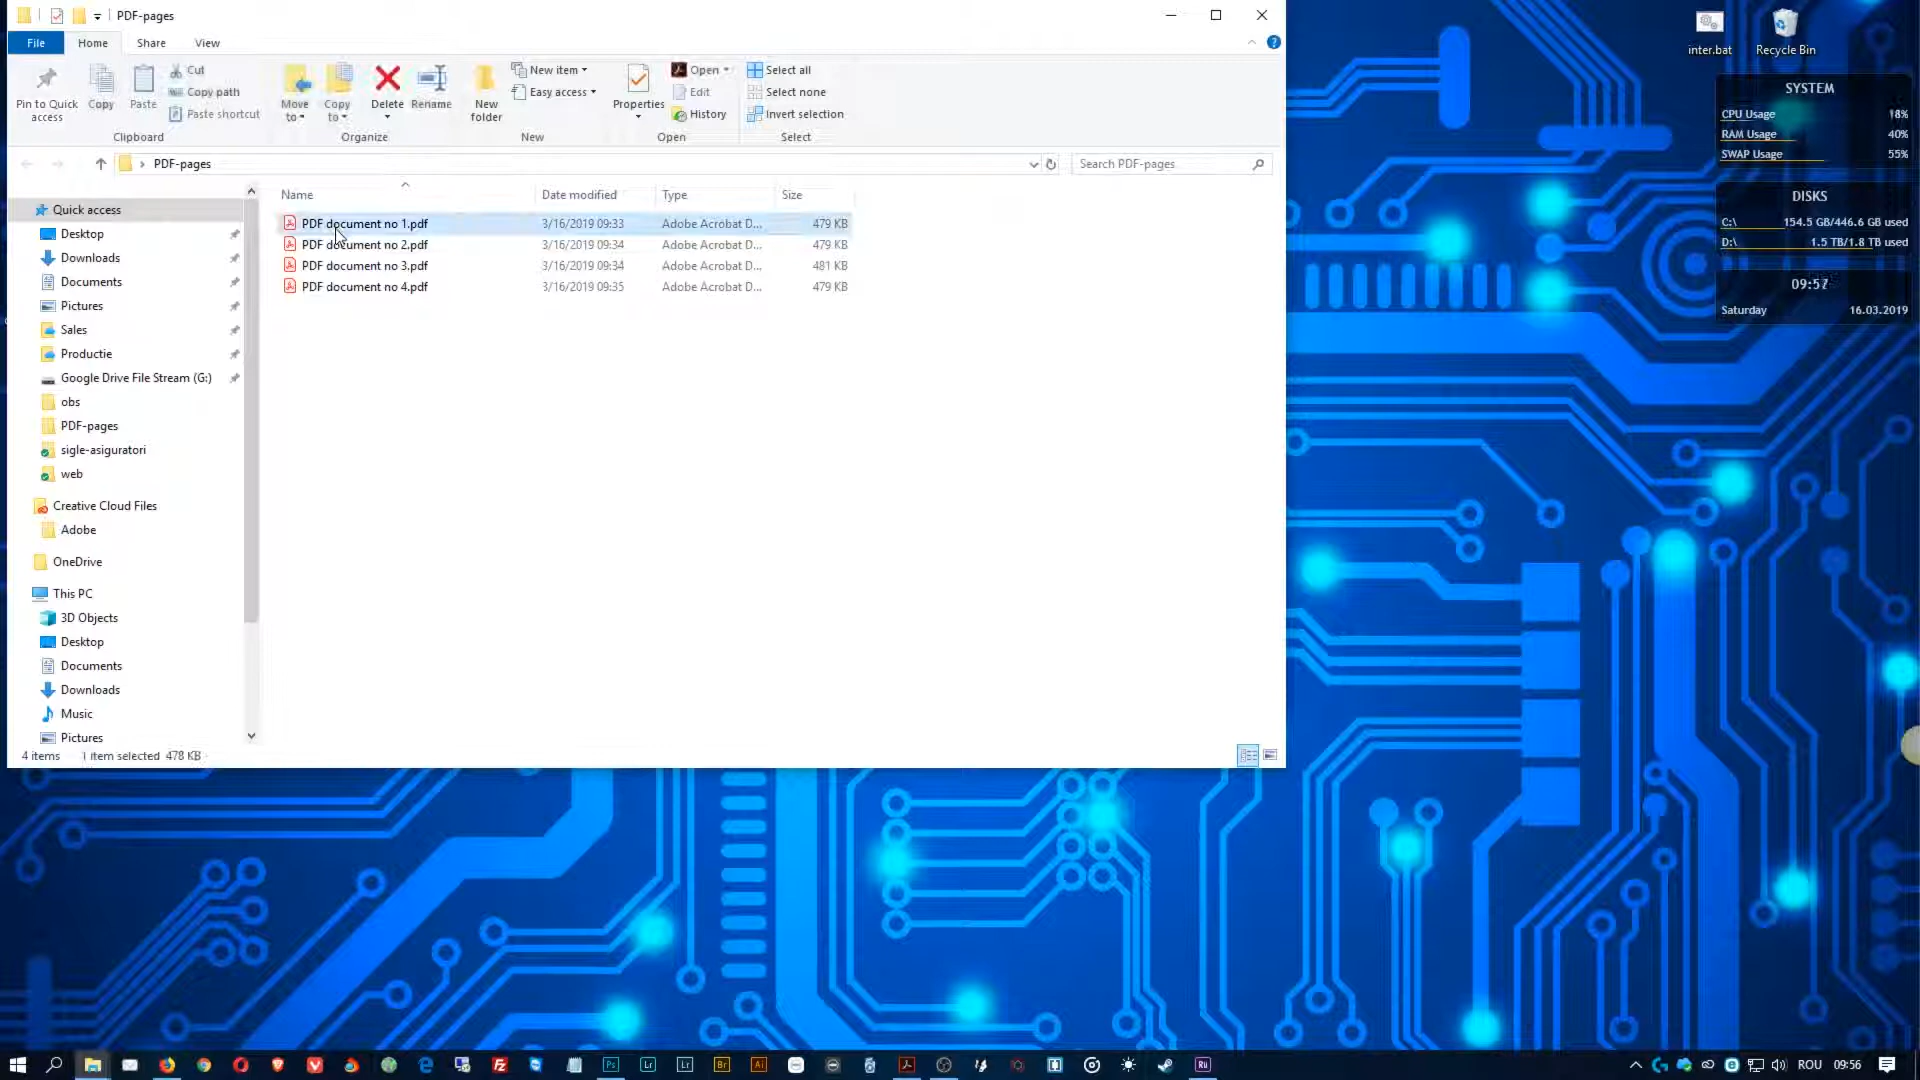 PDF-pages
File Home Share View
Pin to Quick access
Copy
Paste
Cut
Copy path
Paste shortcut
Clipboard
Move to
Copy to
Delete
Rename
Organize
New folder
New item
Easy access
New
Properties
Open
Edit
History
Open
Select all
Select none
Invert selection
Select
PDF-pages
Search PDF-pages
Name Date modified Type Size
PDF document no 1.pdf 3/16/2019 09:33 Adobe Acrobat D... 479 KB
PDF document no 2.pdf 3/16/2019 09:34 Adobe Acrobat D... 479 KB
PDF document no 3.pdf 3/16/2019 09:34 Adobe Acrobat D... 481 KB
PDF document no 4.pdf 3/16/2019 09:35 Adobe Acrobat D... 479 KB
Quick access
Desktop
Downloads
Documents
Pictures
Sales
Productie
Google Drive File Stream (G:)
obs
PDF-pages
sigle-asiguratori
web
Creative Cloud Files
Adobe
OneDrive
This PC
3D Objects
Desktop
Documents
Downloads
Music
Pictures
4 items 1 item selected 478 KB
inter.bat
Recycle Bin
SYSTEM
CPU Usage 18%
RAM Usage 40%
SWAP Usage 55%
DISKS
C:\ 154.5 GB/446.6 GB used
D:\ 1.5 TB/1.8 TB used
Saturday 16.03.2019
Ps Lr Lr Br Ai Ru
ROU 09:56